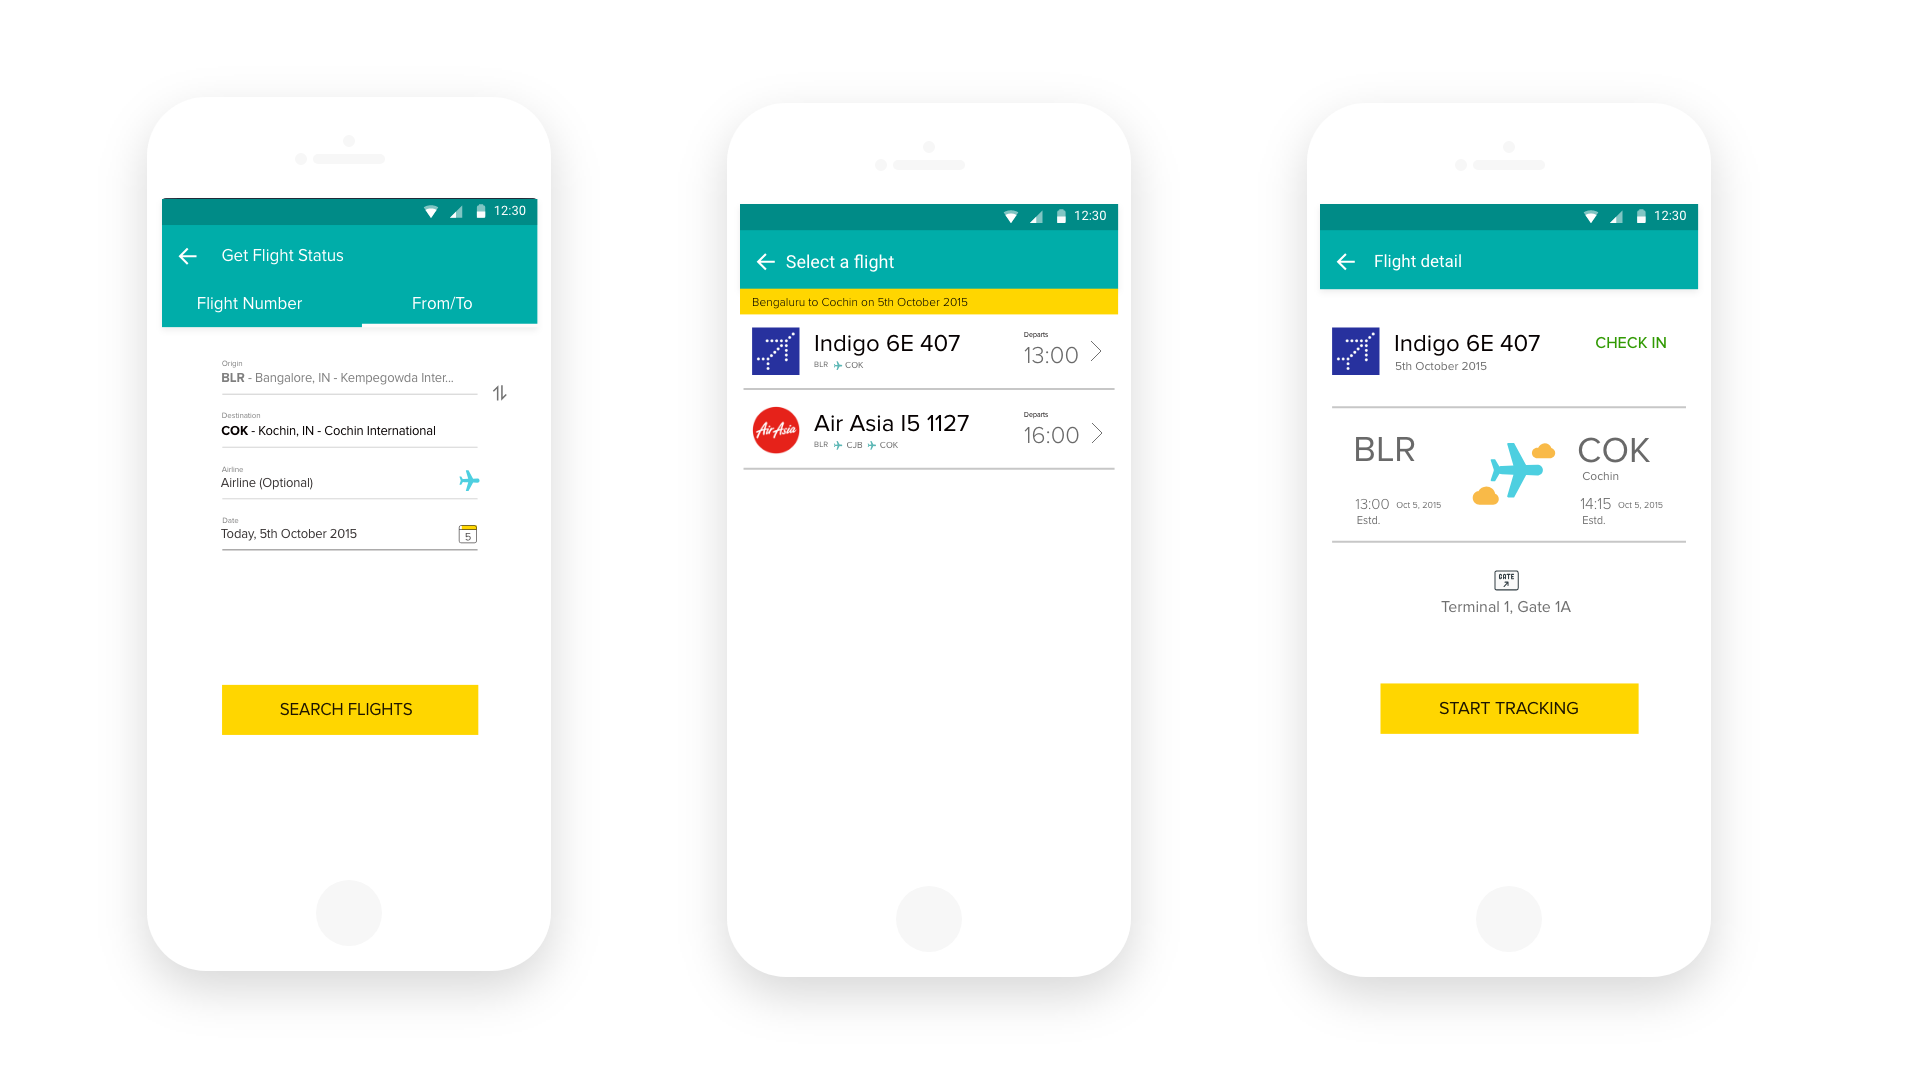 12:30
Get Flight Status
Flight Number From/To
Origin
BLR - Bangalore, IN - Kempegowda Inter...
Destination
COK - Kochin, IN - Cochin International
Airline
Airline (Optional)
Date
Today, 5th October 2015
5
SEARCH FLIGHTS
12:30
Select a flight
Bengaluru to Cochin on 5th October 2015
Indigo 6E 407
BLR COK
Departs
13:00
AirAsia
Air Asia I5 1127
BLR CJB COK
Departs
16:00
12:30
Flight detail
Indigo 6E 407
5th October 2015
CHECK IN
BLR
13:00 Oct 5, 2015
Estd.
COK
Cochin
14:15 Oct 5, 2015
Estd.
GATE
Terminal 1, Gate 1A
START TRACKING